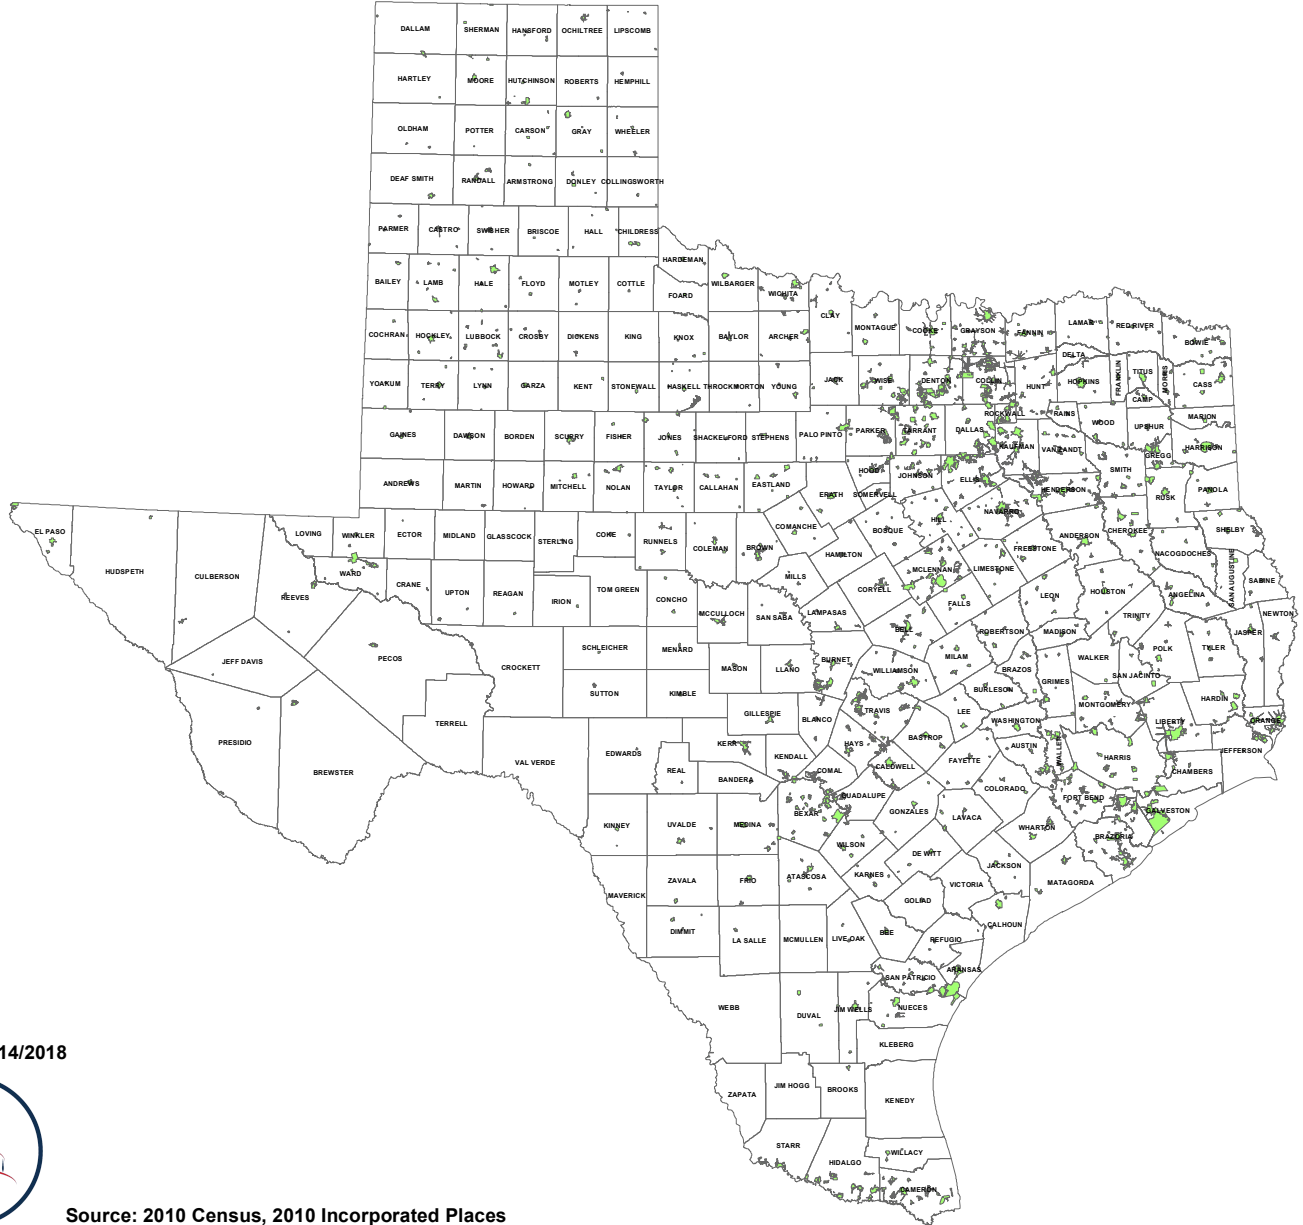 DALLAM SHERMAN HANSFORD OCHILTREE LIPSCOMB
HARTLEY MOORE HUTCHINSON ROBERTS HEMPHILL
OLDHAM POTTER CARSON GRAY WHEELER
DEAF SMITH RANDALL ARMSTRONG DONLEY COLLINGSWORTH
PARMER CASTRO SWISHER BRISCOE HALL CHILDRESS
HARDEMAN
BAILEY LAMB HALE FLOYD MOTLEY COTTLE FOARD WILBARGER WICHITA
CLAY MONTAGUE COOKE GRAYSON FANNIN LAMAR RED RIVER BOWIE
COCHRAN HOCKLEY LUBBOCK CROSBY DICKENS KING KNOX BAYLOR ARCHER
DELTA FRANKLIN TITUS MORRIS CASS
YOAKUM TERRY LYNN GARZA KENT STONEWALL HASKELL THROCKMORTON YOUNG JACK WISE DENTON COLLIN HUNT HOPKINS CAMP
ROCKWALL RAINS WOOD UPSHUR MARION
GAINES DAWSON BORDEN SCURRY FISHER JONES SHACKELFORD STEPHENS PALO PINTO PARKER TARRANT DALLAS KAUFMAN VAN ZANDT GREGG HARRISON
ANDREWS MARTIN HOWARD MITCHELL NOLAN TAYLOR CALLAHAN EASTLAND HOOD JOHNSON ELLIS SMITH
ERATH SOMERVELL HENDERSON RUSK PANOLA
EL PASO LOVING WINKLER ECTOR MIDLAND GLASSCOCK STERLING COKE RUNNELS COLEMAN BROWN COMANCHE BOSQUE HILL NAVARRO CHEROKEE SHELBY
HAMILTON FREESTONE ANDERSON NACOGDOCHES SAN AUGUSTINE
HUDSPETH CULBERSON WARD MILLS MCLENNAN LIMESTONE SABINE
REEVES CRANE UPTON REAGAN IRION TOM GREEN CONCHO CORYELL FALLS LEON HOUSTON ANGELINA
MCCULLOCH SAN SABA LAMPASAS BELL ROBERTSON MADISON TRINITY NEWTON
JEFF DAVIS PECOS SCHLEICHER MENARD MILAM WALKER POLK TYLER JASPER
CROCKETT MASON LLANO BURNET WILLIAMSON BRAZOS SAN JACINTO
SUTTON KIMBLE BURLESON GRIMES HARDIN
PRESIDIO TERRELL GILLESPIE BLANCO TRAVIS LEE WASHINGTON MONTGOMERY LIBERTY ORANGE
BREWSTER VAL VERDE EDWARDS KERR KENDALL HAYS BASTROP AUSTIN WALLER HARRIS JEFFERSON
REAL BANDERA COMAL CALDWELL FAYETTE CHAMBERS
GUADALUPE COLORADO FORT BEND
KINNEY UVALDE MEDINA BEXAR GONZALES LAVACA WHARTON BRAZORIA GALVESTON
WILSON DE WITT JACKSON
MAVERICK ZAVALA FRIO ATASCOSA KARNES VICTORIA MATAGORDA
GOLIAD
DIMMIT LA SALLE MCMULLEN LIVE OAK BEE REFUGIO CALHOUN
SAN PATRICIO ARANSAS
WEBB DUVAL JIM WELLS NUECES
KLEBERG
ZAPATA JIM HOGG BROOKS KENEDY
STARR HIDALGO WILLACY
CAMERON
14/2018
Source: 2010 Census, 2010 Incorporated Places